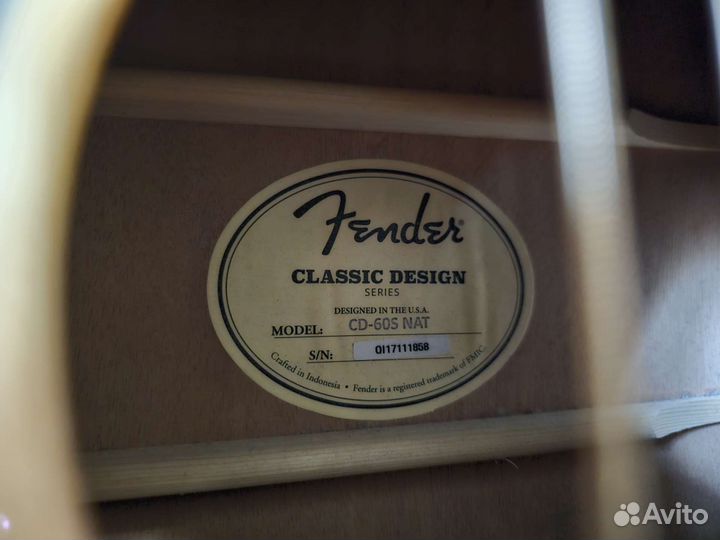 Fender®
CLASSIC DESIGN
SERIES
DESIGNED IN THE U.S.A.
MODEL: CD-60S NAT
S/N: OI17111858
Crafted in Indonesia • Fender is a registered trademark of FMIC.
Avito